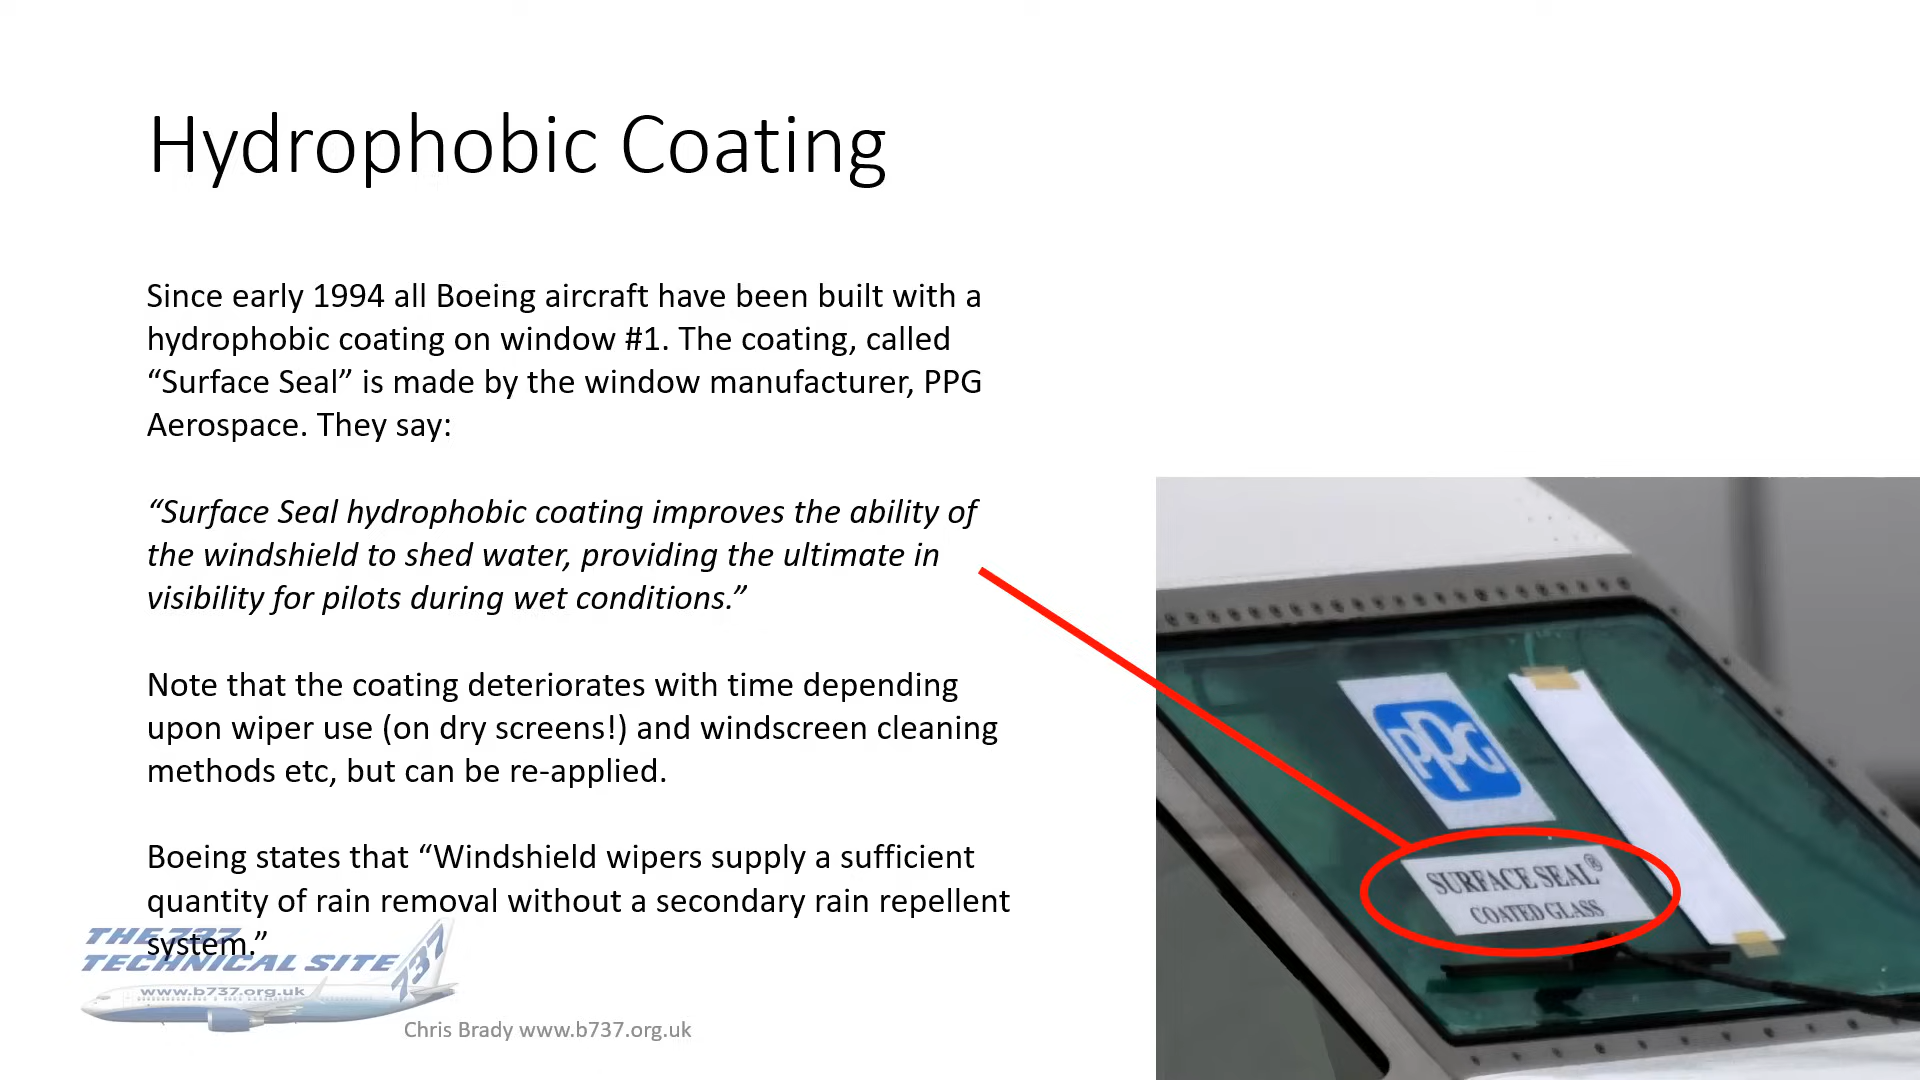 Hydrophobic Coating
Since early 1994 all Boeing aircraft have been built with a
hydrophobic coating on window #1. The coating, called
“Surface Seal” is made by the window manufacturer, PPG
Aerospace. They say:
“Surface Seal hydrophobic coating improves the ability of
the windshield to shed water, providing the ultimate in
visibility for pilots during wet conditions.”
Note that the coating deteriorates with time depending
upon wiper use (on dry screens!) and windscreen cleaning
methods etc, but can be re-applied.
Boeing states that “Windshield wipers supply a sufficient
quantity of rain removal without a secondary rain repellent
system.”
PPG
SURFACE SEAL®
COATED GLASS
THE 737
TECHNICAL SITE
737
www.b737.org.uk
Chris Brady www.b737.org.uk